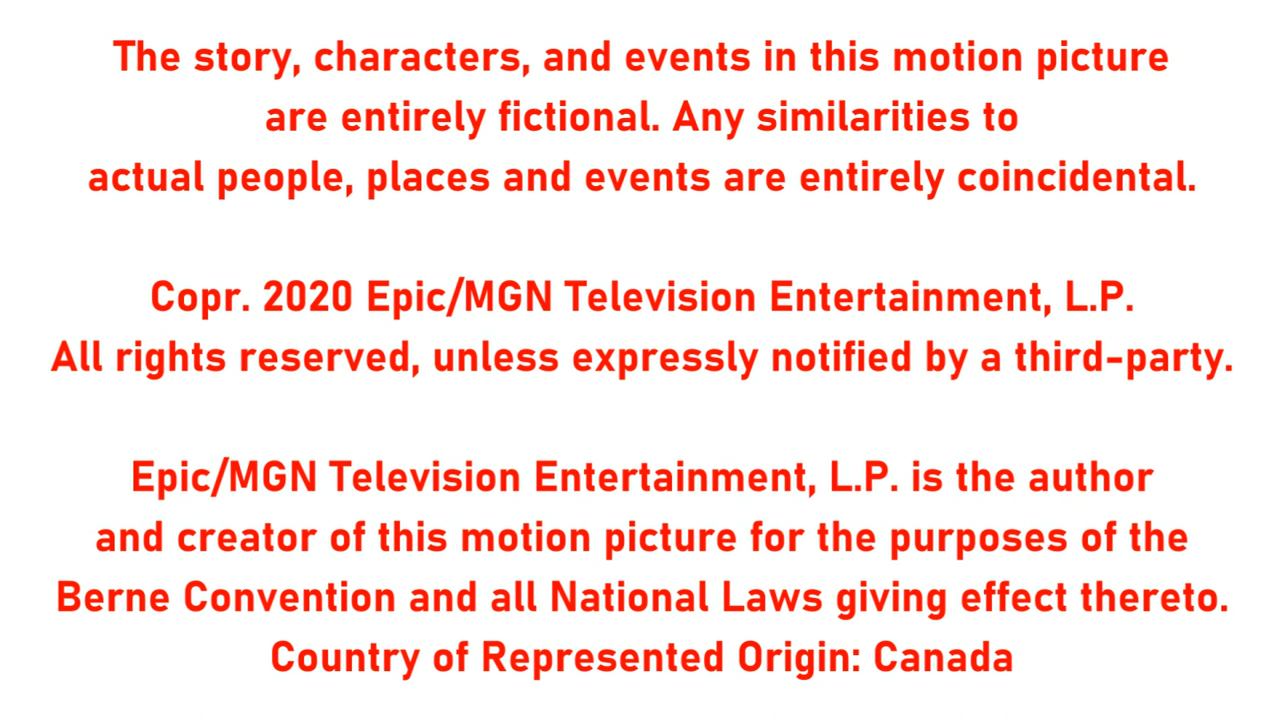 The story, characters, and events in this motion picture
are entirely fictional. Any similarities to
actual people, places and events are entirely coincidental.
Copr. 2020 Epic/MGN Television Entertainment, L.P.
All rights reserved, unless expressly notified by a third-party.
Epic/MGN Television Entertainment, L.P. is the author
and creator of this motion picture for the purposes of the
Berne Convention and all National Laws giving effect thereto.
Country of Represented Origin: Canada